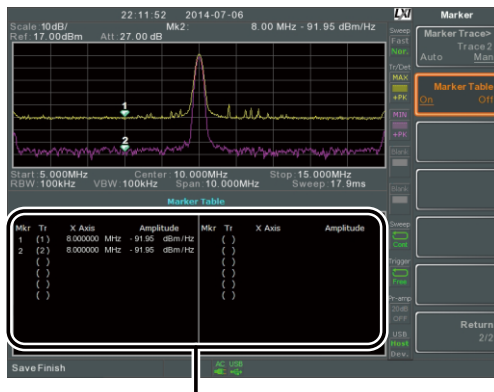 22:11:52 2014-07-06
Scale:10dB/ Mk2: 8.00 MHz - 91.95 dBm/Hz
Ref: 17.00dBm Att :27.00 dB
1
2
Start :5.000MHz Center : 10.000MHz Stop: 15.000MHz
RBW: 100kHz VBW: 100kHz Span: 10.000MHz Sweep: 17.9ms
Marker Table
Mkr Tr X Axis Amplitude Mkr Tr X Axis Amplitude
1 (1) 8.000000 MHz - 91.95 dBm/Hz ( )
2 (2) 8.000000 MHz - 91.95 dBm/Hz ( )
( ) ( )
( ) ( )
( ) ( )
SaveFinish
AC USB
LXI
Sweep
Fast
Nor.
Tr/Det
MAX
+PK
MIN
+PK
Blank
Blank
Sweep
Cont
Trigger
Free
Pr-amp
20dB
OFF
USB
Host
Dev.
Marker
Marker Trace>
Trace2
Auto Man
Marker Table
On Off
Return
2/2